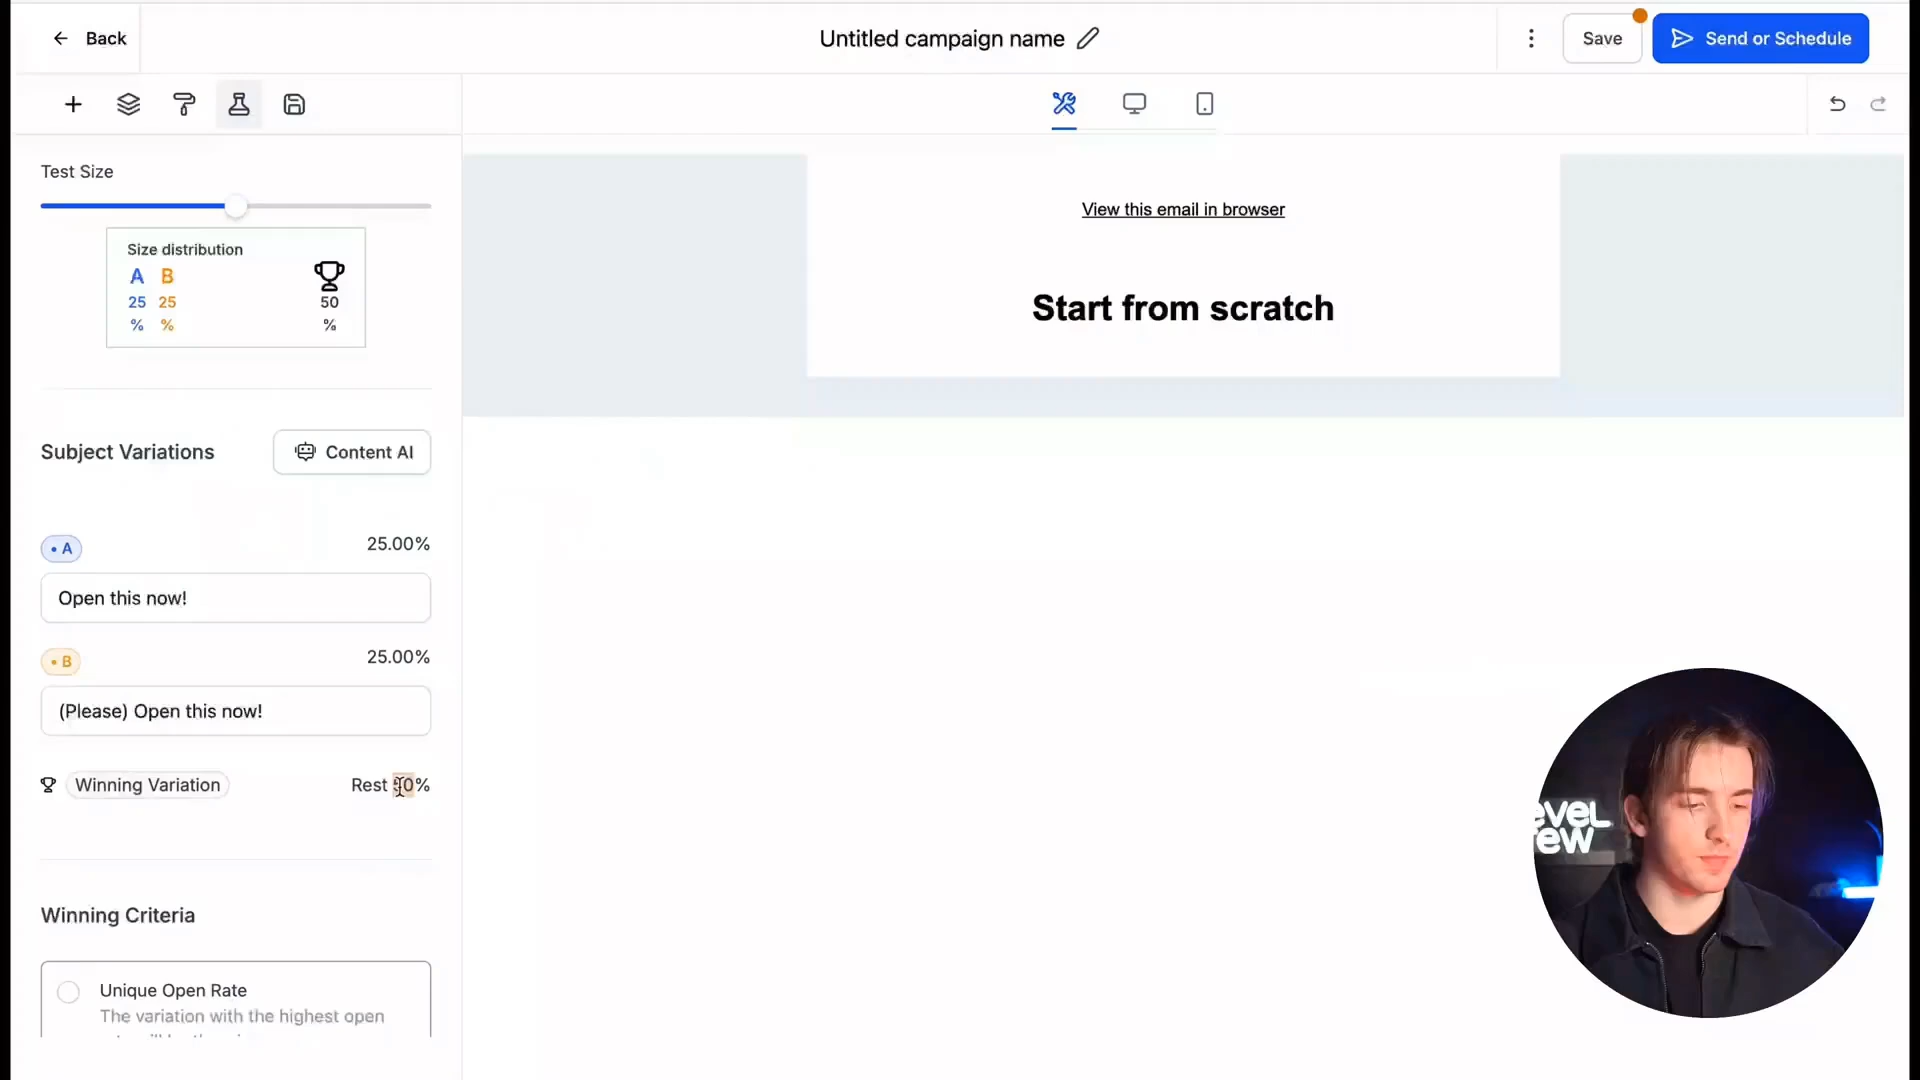 Back
Untitled campaign name
Save
Send or Schedule
Test Size
Size distribution
A B
25 25 50
% % %
View this email in browser
Start from scratch
Subject Variations
Content AI
A
25.00%
Open this now!
B
25.00%
(Please) Open this now!
Winning Variation
Rest 50%
Winning Criteria
Unique Open Rate
The variation with the highest open